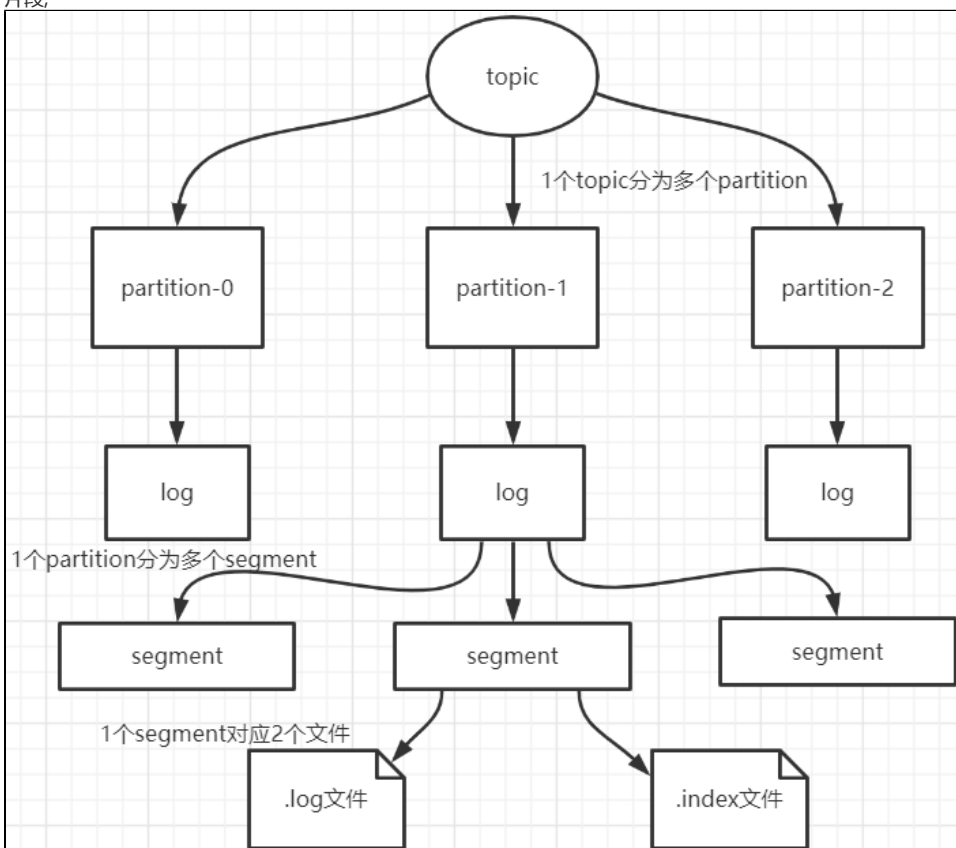 片段;
topic
1个topic分为多个partition
partition-0
partition-1
partition-2
log
log
log
1个partition分为多个segment
segment
segment
segment
1个segment对应2个文件
.log文件
.index文件